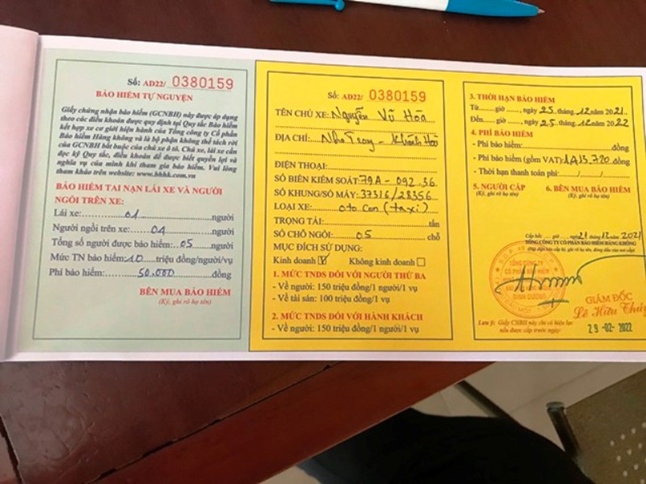 Số: AD22/ 0380159
BẢO HIỂM TỰ NGUYỆN
Giấy chứng nhận bảo hiểm (GCNBH) này được áp dụng
theo các điều khoản được quy định tại Quy tắc Bảo hiểm
kết hợp xe cơ giới hiện hành của Tổng công ty Cổ phần
Bảo hiểm Hàng không và là bộ phận không thể tách rời
của GCNBH bắt buộc của chủ xe ô tô. Chủ xe, lái xe cần
đọc kỹ Quy tắc, điều khoản để được biết quyền lợi và
nghĩa vụ của mình khi tham gia bảo hiểm. Vui lòng
tham khảo website: www.bhhk.com.vn
BẢO HIỂM TAI NẠN LÁI XE VÀ NGƯỜI
NGỒI TRÊN XE:
Lái xe: 01 người
Người ngồi trên xe: 04 người
Tổng số người được bảo hiểm: 05 người
Mức TN bảo hiểm: 10 triệu đồng/người/vụ
Phí bảo hiểm: 50.000 đồng
BÊN MUA BẢO HIỂM
(Ký, ghi rõ họ tên)
Số: AD22/ 0380159
TÊN CHỦ XE: Nguyễn Vũ Hòa
ĐỊA CHỈ: Nha Trang - Khánh Hòa
ĐIỆN THOẠI:
SỐ BIỂN KIỂM SOÁT: 79A - 092.36
SỐ KHUNG/SỐ MÁY: 37316/28356
LOẠI XE: oto con (taxi)
TRỌNG TẢI: tấn
SỐ CHỖ NGỒI: 05 chỗ
MỤC ĐÍCH SỬ DỤNG:
Kinh doanh Không kinh doanh
1. MỨC TNDS ĐỐI VỚI NGƯỜI THỨ BA
- Về người: 150 triệu đồng/1 người/1 vụ
- Về tài sản: 100 triệu đồng/1 vụ
2. MỨC TNDS ĐỐI VỚI HÀNH KHÁCH
- Về người: 150 triệu đồng/1 người/1 vụ
3. THỜI HẠN BẢO HIỂM
Từ giờ, ngày 25 tháng 12 năm 2021
Đến giờ, ngày 25 tháng 12 năm 2022
4. PHÍ BẢO HIỂM
- Phí bảo hiểm: đồng
- Phí bảo hiểm (gồm VAT): đồng
- Thời hạn thanh toán phí: / /
5. NGƯỜI CẤP 6. BÊN MUA BẢO HIỂM
(Ký, ghi rõ họ tên) (Ký, ghi rõ họ tên)
Cấp hồi giờ, ngày 21 / 12 / 2021
TỔNG CÔNG TY CỔ PHẦN BẢO HIỂM HÀNG KHÔNG
GIÁM ĐỐC
Lê Hữu
29-02-2022